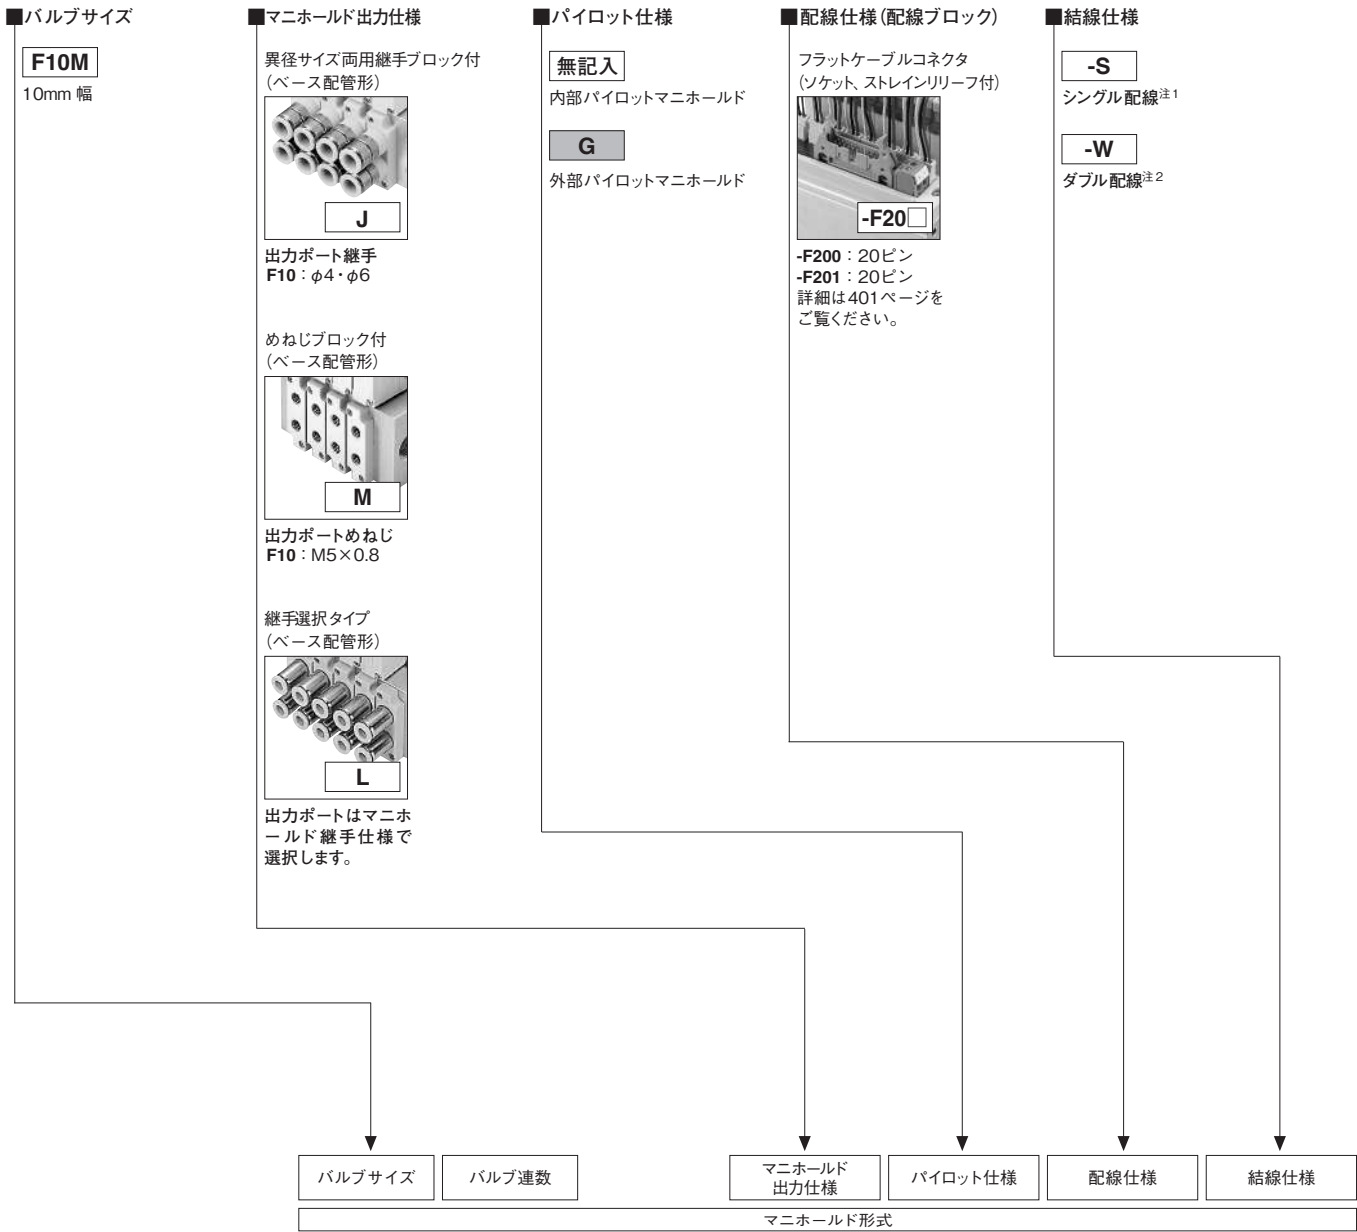 ■バルブサイズ
F10M
10mm 幅
■マニホールド出力仕様
異径サイズ両用継手ブロック付
(ベース配管形)
J
出力ポート継手
F10：φ4・φ6
めねじブロック付
(ベース配管形)
M
出力ポートめねじ
F10：M5×0.8
継手選択タイプ
(ベース配管形)
L
出力ポートはマニホ
ールド継手仕様で
選択します。
■パイロット仕様
無記入
内部パイロットマニホールド
G
外部パイロットマニホールド
■配線仕様(配線ブロック)
フラットケーブルコネクタ
(ソケット、ストレインリリーフ付)
-F20□
-F200：20ピン
-F201：20ピン
詳細は401ページを
ご覧ください。
■結線仕様
-S
シングル配線注1
-W
ダブル配線注2
バルブサイズ
バルブ連数
マニホールド
出力仕様
パイロット仕様
配線仕様
結線仕様
マニホールド形式